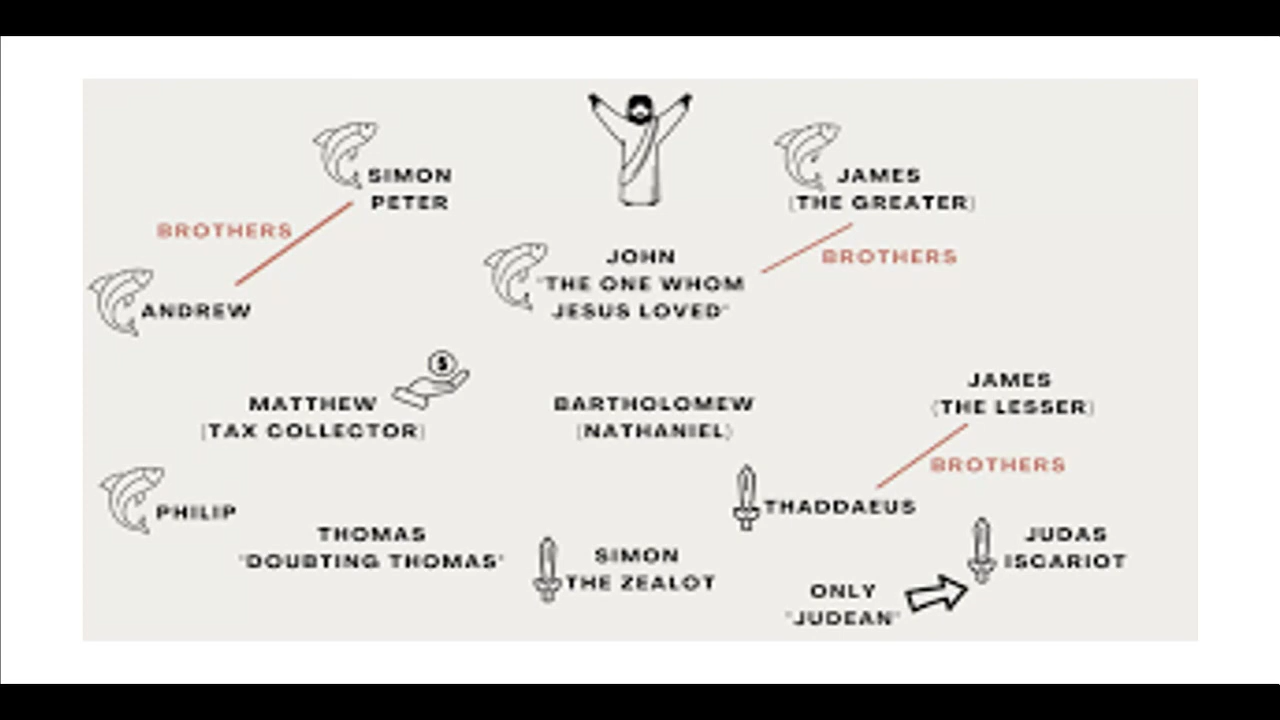 SIMON
PETER
BROTHERS
ANDREW
JAMES
(THE GREATER)
BROTHERS
JOHN
"THE ONE WHOM
JESUS LOVED"
MATTHEW
(TAX COLLECTOR)
$
BARTHOLOMEW
(NATHANIEL)
JAMES
(THE LESSER)
BROTHERS
THADDAEUS
PHILIP
THOMAS
"DOUBTING THOMAS"
SIMON
THE ZEALOT
JUDAS
ISCARIOT
ONLY
"JUDEAN"